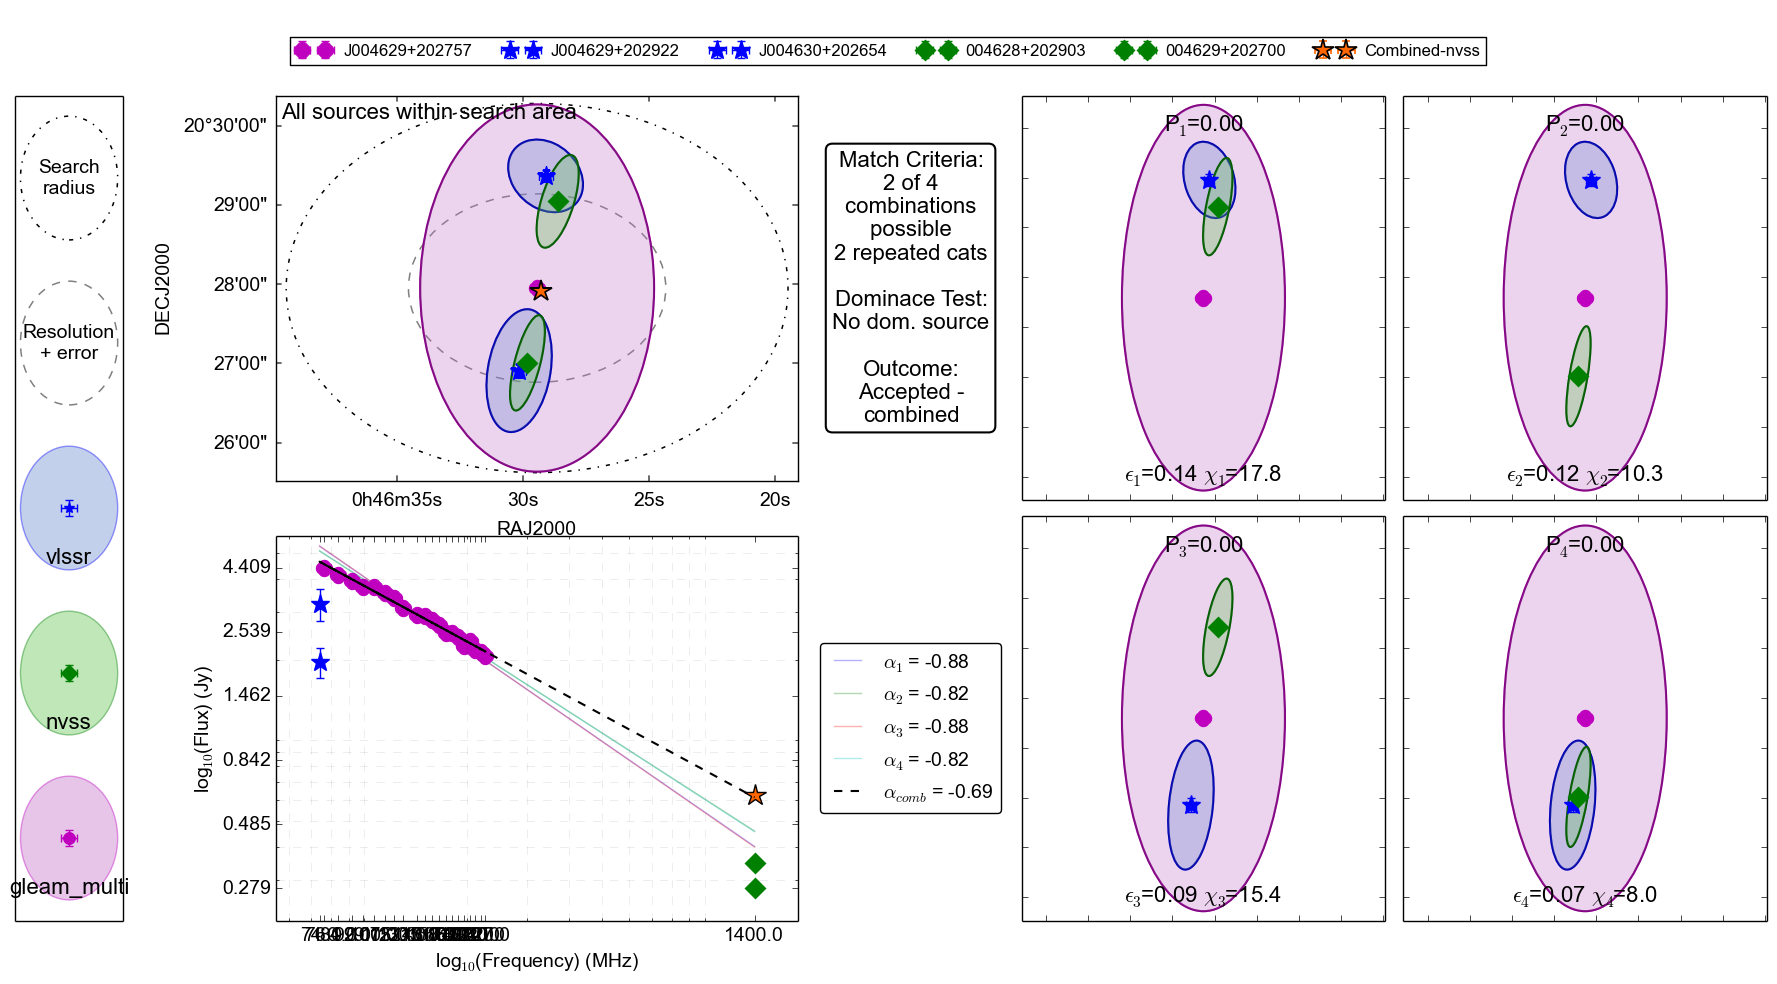 J004629+202757
J004629+202922
J004630+202654
004628+202903
004629+202700
Combined-nvss
Search
radius
Resolution
+ error
vlssr
nvss
gleam_multi
All sources within search area
20°30'00"
29'00"
28'00"
27'00"
26'00"
DECJ2000
0h46m35s
30s
25s
20s
RAJ2000
Match Criteria:
2 of 4
combinations
possible
2 repeated cats
Dominace Test:
No dom. source
Outcome:
Accepted -
combined
P1=0.00
ϵ1=0.14 χ1=17.8
P2=0.00
ϵ2=0.12 χ2=10.3
P3=0.00
ϵ3=0.09 χ3=15.4
P4=0.00
ϵ4=0.07 χ4=8.0
4.409
2.539
1.462
0.842
0.485
0.279
log10(Flux) (Jy)
1400.0
log10(Frequency) (MHz)
α1 = -0.88
α2 = -0.82
α3 = -0.88
α4 = -0.82
αcomb = -0.69